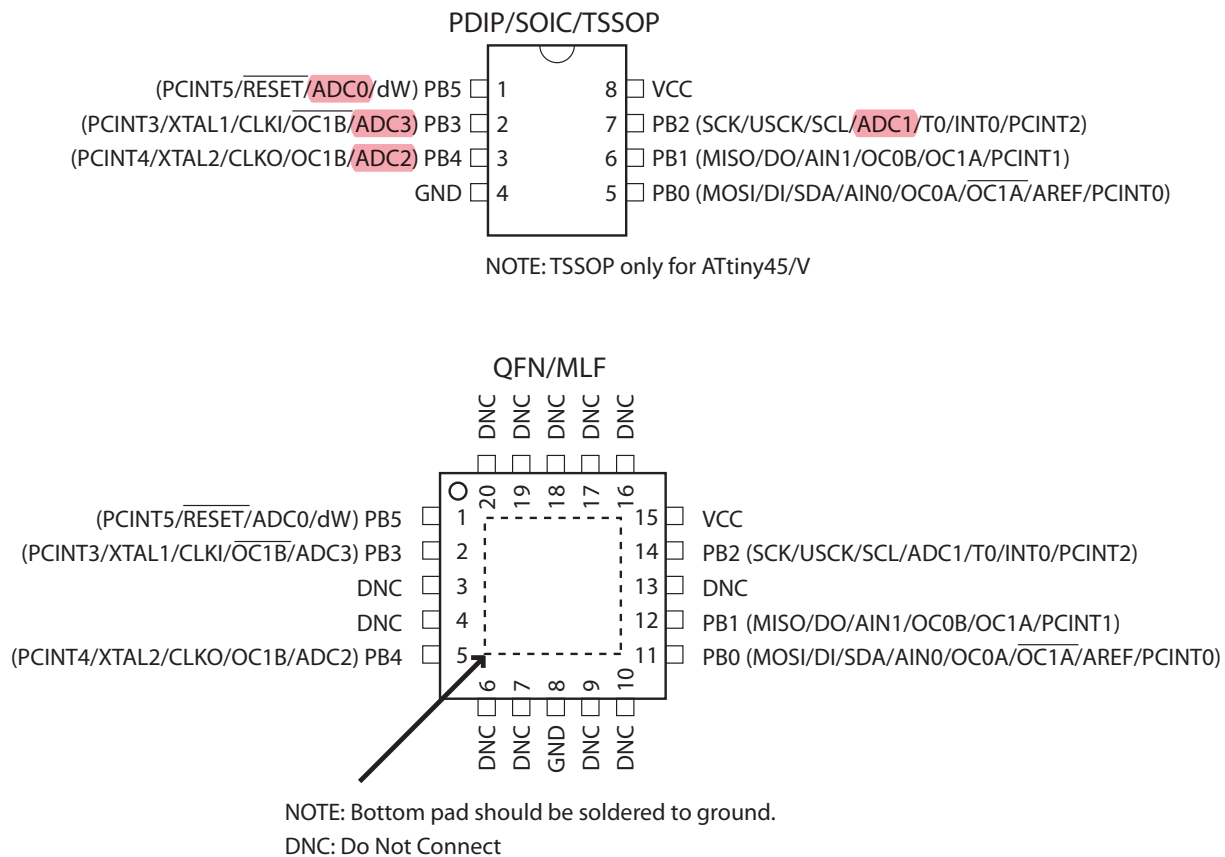 PDIP/SOIC/TSSOP
(PCINT5/RESET/ADC0/dW) PB5 1 8 VCC
(PCINT3/XTAL1/CLKI/OC1B/ADC3) PB3 2 7 PB2 (SCK/USCK/SCL/ADC1/T0/INT0/PCINT2)
(PCINT4/XTAL2/CLKO/OC1B/ADC2) PB4 3 6 PB1 (MISO/DO/AIN1/OC0B/OC1A/PCINT1)
GND 4 5 PB0 (MOSI/DI/SDA/AIN0/OC0A/OC1A/AREF/PCINT0)
NOTE: TSSOP only for ATtiny45/V
QFN/MLF
DNC DNC DNC DNC DNC
20 19 18 17 16
(PCINT5/RESET/ADC0/dW) PB5 1 15 VCC
(PCINT3/XTAL1/CLKI/OC1B/ADC3) PB3 2 14 PB2 (SCK/USCK/SCL/ADC1/T0/INT0/PCINT2)
DNC 3 13 DNC
DNC 4 12 PB1 (MISO/DO/AIN1/OC0B/OC1A/PCINT1)
(PCINT4/XTAL2/CLKO/OC1B/ADC2) PB4 5 11 PB0 (MOSI/DI/SDA/AIN0/OC0A/OC1A/AREF/PCINT0)
6 7 8 9 10
DNC DNC GND DNC DNC
NOTE: Bottom pad should be soldered to ground.
DNC: Do Not Connect